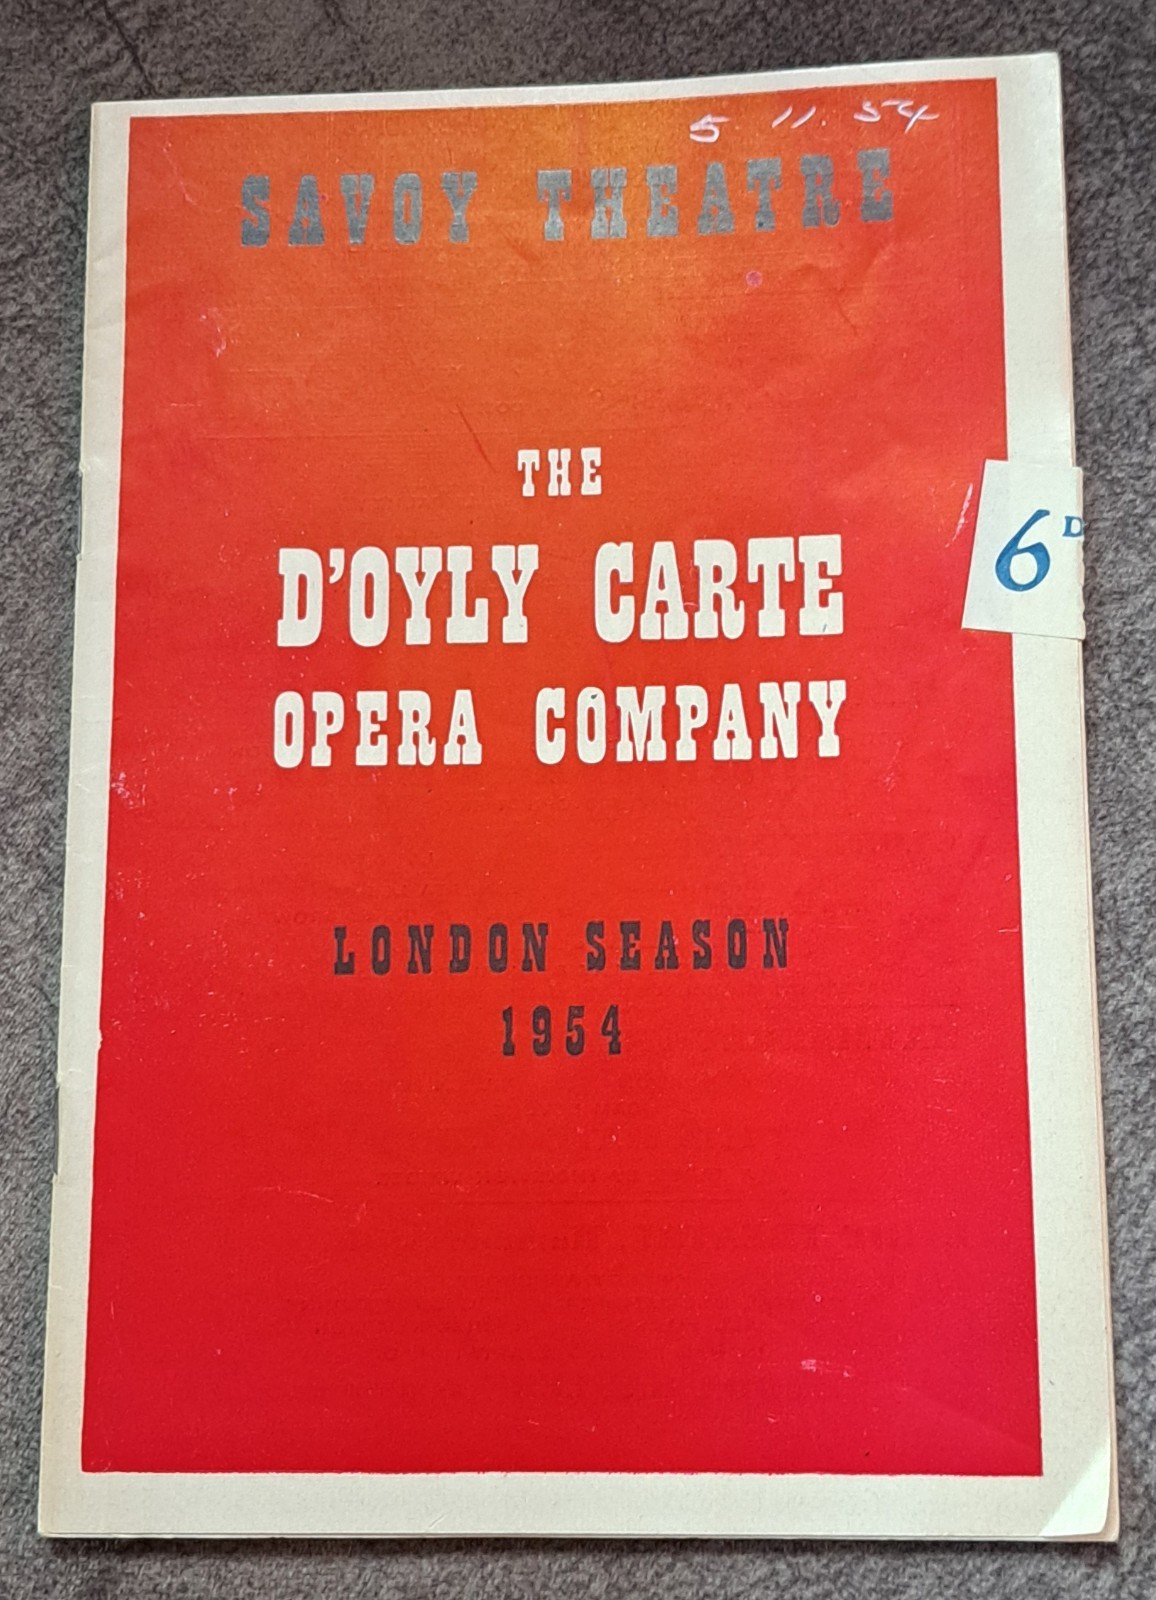 5 11. 54
SAVOY THEATRE
THE
D'OYLY CARTE
OPERA COMPANY
6D
LONDON SEASON
1954